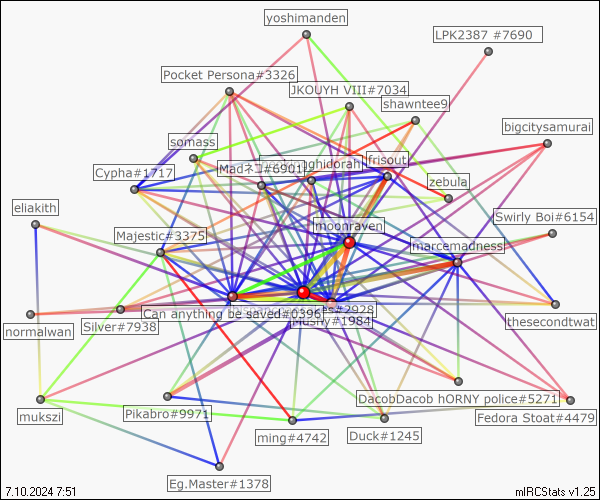 yoshimanden
LPK2387 #7690
Pocket Persona#3326
JKOUYH VIII#7034
shawntee9
bigcitysamurai
somass
Cypha#1717
Madネコ#6901
ghidorah
frisout
zebula
eliakith
Majestic#3375
moonraven
Swirly Boi#6154
marcemadness
Can anything be saved#0396
es#2928
Mushy#1984
normalwan
Silver#7938
thesecondtwat
mukszi
Pikabro#9971
DacobDacob hORNY police#5271
Fedora Stoat#4479
ming#4742
Duck#1245
Eg.Master#1378
7.10.2024 7:51
mIRCStats v1.25